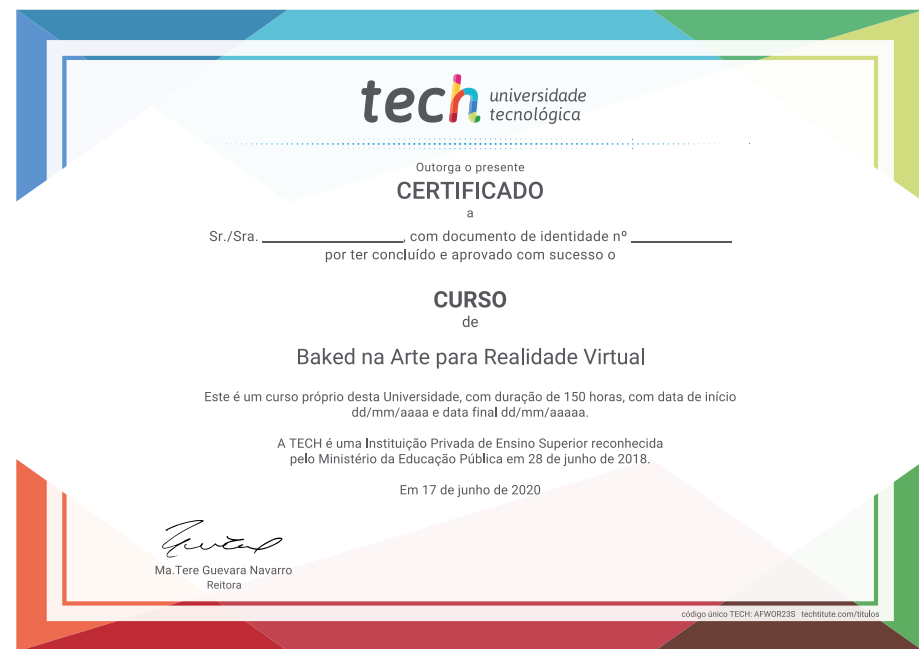 tech universidade
tecnológica
Outorga o presente
CERTIFICADO
a
Sr./Sra. , com documento de identidade nº
por ter concluído e aprovado com sucesso o
CURSO
de
Baked na Arte para Realidade Virtual
Este é um curso próprio desta Universidade, com duração de 150 horas, com data de início
dd/mm/aaaa e data final dd/mm/aaaaa.
A TECH é uma Instituição Privada de Ensino Superior reconhecida
pelo Ministério da Educação Pública em 28 de junho de 2018.
Em 17 de junho de 2020
Ma.Tere Guevara Navarro
Reitora
código único TECH: AFWOR23S techtitute.com/titulos